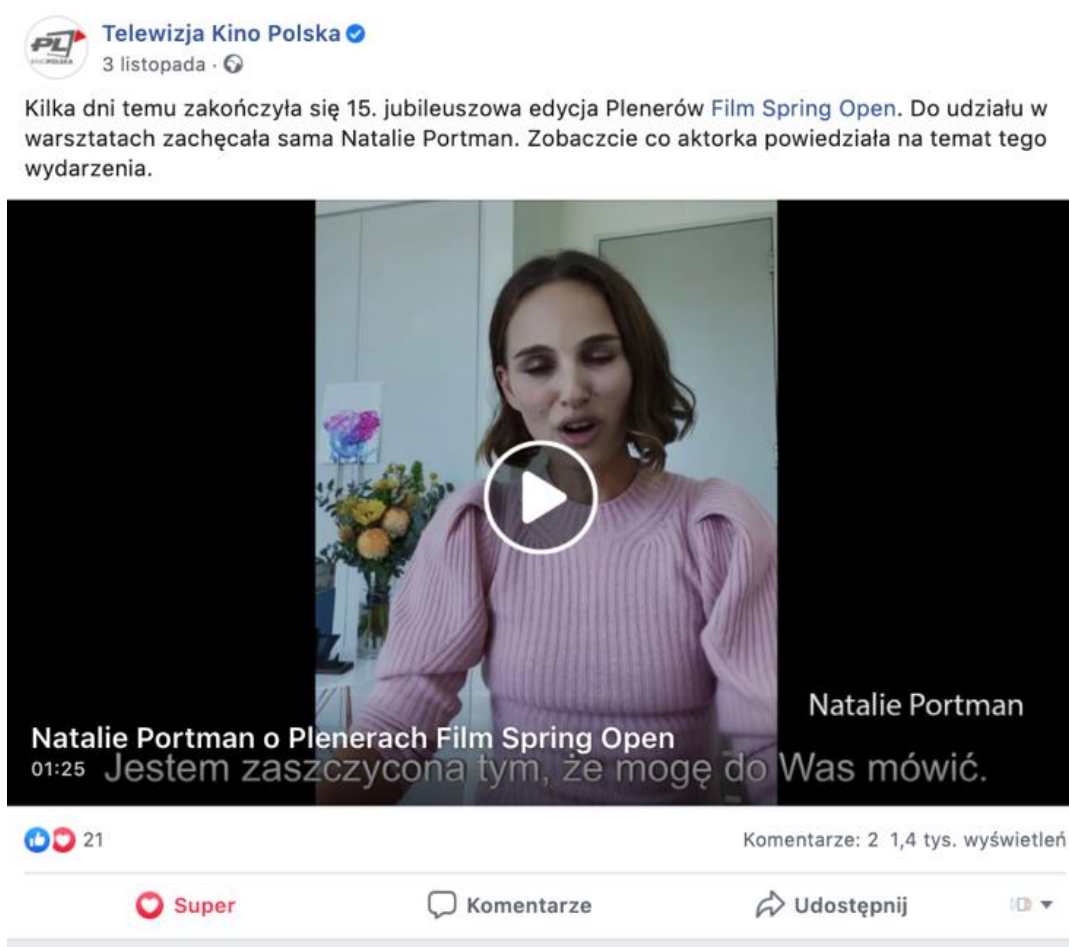 Telewizja Kino Polska
3 listopada ·
Kilka dni temu zakończyła się 15. jubileuszowa edycja Plenerów Film Spring Open. Do udziału w
warsztatach zachęcała sama Natalie Portman. Zobaczcie co aktorka powiedziała na temat tego
wydarzenia.
Natalie Portman
Natalie Portman o Plenerach Film Spring Open
01:25 Jestem zaszczycona tym, że mogę do Was mówić.
21 Komentarze: 2 1,4 tys. wyświetleń
Super Komentarze Udostępnij